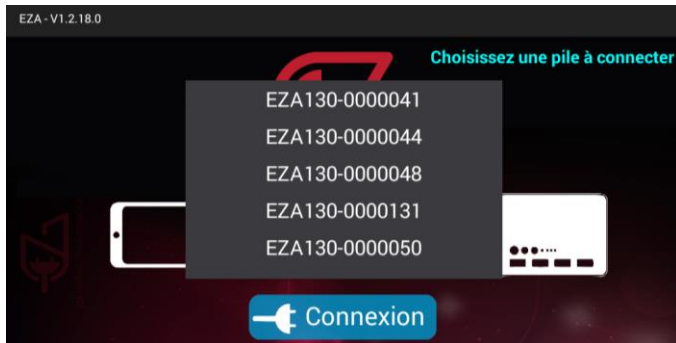 EZA - V1.2.18.0
Choisissez une pile à connecter
EZA130-0000041
EZA130-0000044
EZA130-0000048
EZA130-0000131
EZA130-0000050
Connexion